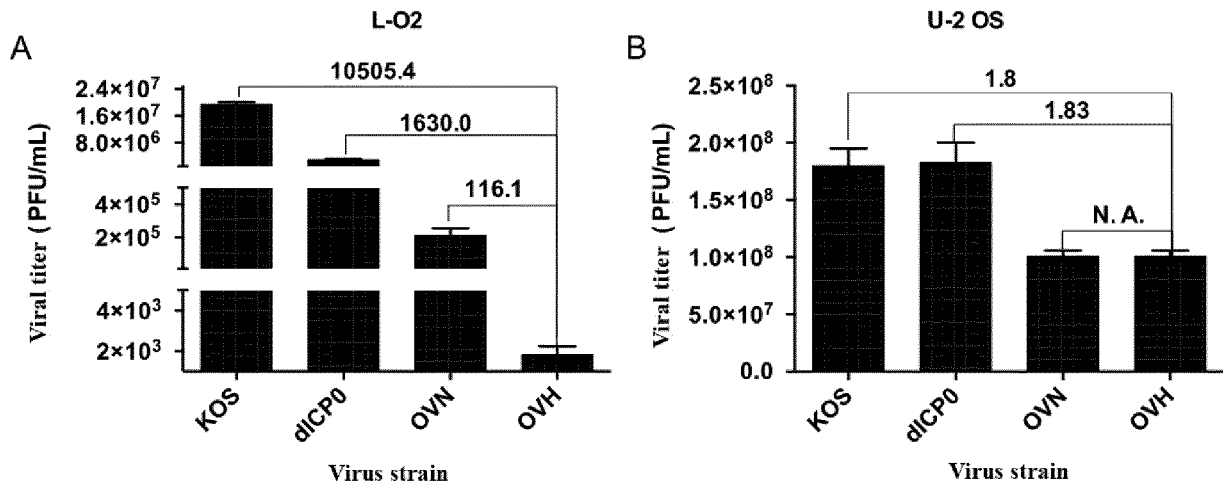 L-O2
A
Viral titer ( PFU/mL)
2.4×10⁷
1.6×10⁷
8.0×10⁶
4×10⁵
2×10⁵
4×10³
2×10³
10505.4
1630.0
116.1
KOS
dICP0
OVN
OVH
Virus strain
U-2 OS
B
Viral titer ( PFU/mL)
2.5×10⁸
2.0×10⁸
1.5×10⁸
1.0×10⁸
5.0×10⁷
0.0
1.8
1.83
N. A.
KOS
dICP0
OVN
OVH
Virus strain